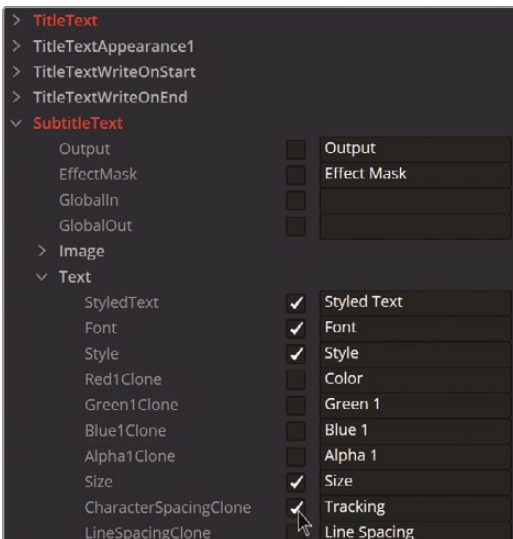 > TitleText
> TitleTextAppearance1
> TitleTextWriteOnStart
> TitleTextWriteOnEnd
SubtitleText
Output Output
EffectMask Effect Mask
GlobalIn
GlobalOut
> Image
Text
StyledText Styled Text
Font Font
Style Style
Red1Clone Color
Green1Clone Green 1
Blue1Clone Blue 1
Alpha1Clone Alpha 1
Size Size
CharacterSpacingClone Tracking
LineSpacingClone Line Spacing